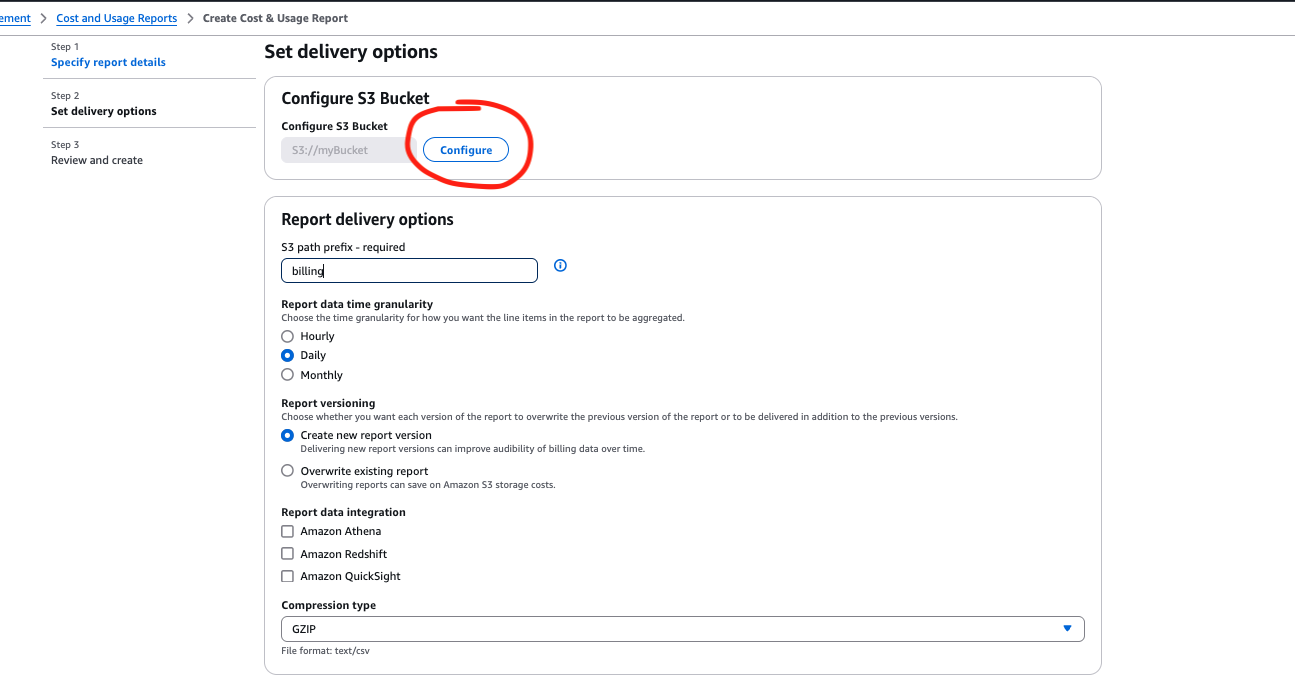 ement > Cost and Usage Reports > Create Cost & Usage Report
Step 1
Specify report details
Step 2
Set delivery options
Step 3
Review and create
Set delivery options
Configure S3 Bucket
Configure S3 Bucket
S3://myBucket
Configure
Report delivery options
S3 path prefix - required
billing
Report data time granularity
Choose the time granularity for how you want the line items in the report to be aggregated.
Hourly
Daily
Monthly
Report versioning
Choose whether you want each version of the report to overwrite the previous version of the report or to be delivered in addition to the previous versions.
Create new report version
Delivering new report versions can improve audibility of billing data over time.
Overwrite existing report
Overwriting reports can save on Amazon S3 storage costs.
Report data integration
Amazon Athena
Amazon Redshift
Amazon QuickSight
Compression type
GZIP
File format: text/csv